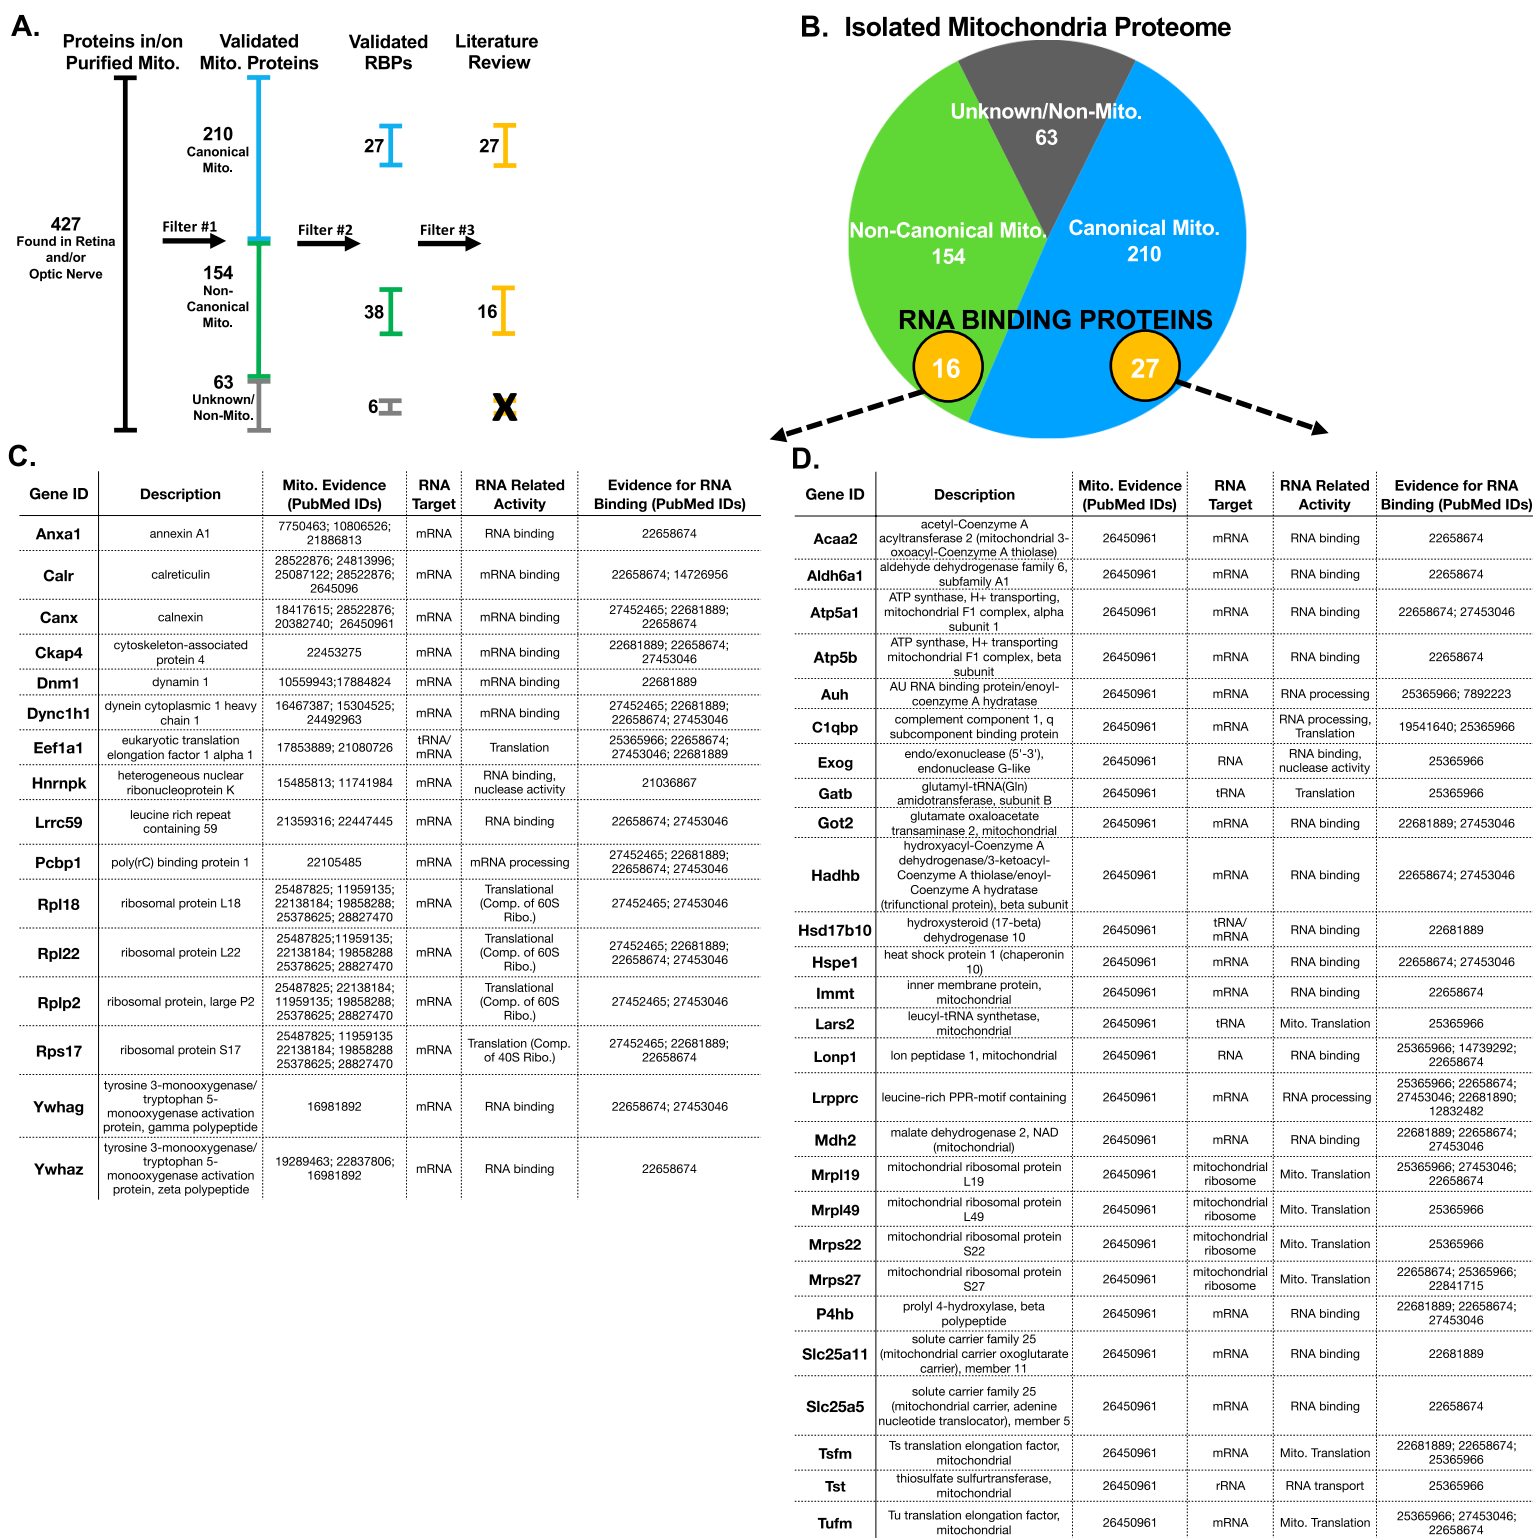 A.
Proteins in/on
Purified Mito.
Validated
Mito. Proteins
Validated
RBPs
Literature
Review
427
Found in Retina
and/or
Optic Nerve
Filter #1
210
Canonical
Mito.
154
Non-
Canonical
Mito.
63
Unknown/
Non-Mito.
Filter #2
27
38
6
Filter #3
27
16
X
B. Isolated Mitochondria Proteome
Unknown/Non-Mito.
63
Non-Canonical Mito.
154
Canonical Mito.
210
RNA BINDING PROTEINS
16
27
C.
Gene ID
Description
Mito. Evidence
(PubMed IDs)
RNA
Target
RNA Related
Activity
Evidence for RNA
Binding (PubMed IDs)
Anxa1
annexin A1
7750463; 10806526;
21886813
mRNA
RNA binding
22658674
Calr
calreticulin
28522876; 24813996;
25087122; 28522876;
2645096
mRNA
mRNA binding
22658674; 14726956
Canx
calnexin
18417615; 28522876;
20382740; 26450961
mRNA
mRNA binding
27452465; 22681889;
22658674
Ckap4
cytoskeleton-associated
protein 4
22453275
mRNA
mRNA binding
22681889; 22658674;
27453046
Dnm1
dynamin 1
10559943;17884824
mRNA
mRNA binding
22681889
Dync1h1
dynein cytoplasmic 1 heavy
chain 1
16467387; 15304525;
24492963
mRNA
mRNA binding
27452465; 22681889;
22658674; 27453046
Eef1a1
eukaryotic translation
elongation factor 1 alpha 1
17853889; 21080726
tRNA/
mRNA
Translation
25365966; 22658674;
27453046; 22681889
Hnrnpk
heterogeneous nuclear
ribonucleoprotein K
15485813; 11741984
mRNA
RNA binding,
nuclease activity
21036867
Lrrc59
leucine rich repeat
containing 59
21359316; 22447445
mRNA
RNA binding
22658674; 27453046
Pcbp1
poly(rC) binding protein 1
22105485
mRNA
mRNA processing
27452465; 22681889;
22658674; 27453046
Rpl18
ribosomal protein L18
25487825; 11959135;
22138184; 19858288;
25378625; 28827470
mRNA
Translational
(Comp. of 60S
Ribo.)
27452465; 27453046
Rpl22
ribosomal protein L22
25487825;11959135;
22138184; 19858288
25378625; 28827470
mRNA
Translational
(Comp. of 60S
Ribo.)
27452465; 22681889;
22658674; 27453046
Rplp2
ribosomal protein, large P2
25487825; 22138184;
11959135; 19858288;
25378625; 28827470
mRNA
Translational
(Comp. of 60S
Ribo.)
27452465; 27453046
Rps17
ribosomal protein S17
25487825; 11959135
22138184; 19858288
25378625; 28827470
mRNA
Translation (Comp.
of 40S Ribo.)
27452465; 22681889;
22658674
Ywhag
tyrosine 3-monooxygenase/
tryptophan 5-
monooxygenase activation
protein, gamma polypeptide
16981892
mRNA
RNA binding
22658674; 27453046
Ywhaz
tyrosine 3-monooxygenase/
tryptophan 5-
monooxygenase activation
protein, zeta polypeptide
19289463; 22837806;
16981892
mRNA
RNA binding
22658674
D.
Gene ID
Description
Mito. Evidence
(PubMed IDs)
RNA
Target
RNA Related
Activity
Evidence for RNA
Binding (PubMed IDs)
Acaa2
acetyl-Coenzyme A
acyltransferase 2 (mitochondrial 3-
oxoacyl-Coenzyme A thiolase)
26450961
mRNA
RNA binding
22658674
Aldh6a1
aldehyde dehydrogenase family 6,
subfamily A1
26450961
mRNA
RNA binding
22658674
Atp5a1
ATP synthase, H+ transporting,
mitochondrial F1 complex, alpha
subunit 1
26450961
mRNA
RNA binding
22658674; 27453046
Atp5b
ATP synthase, H+ transporting
mitochondrial F1 complex, beta
subunit
26450961
mRNA
RNA binding
22658674
Auh
AU RNA binding protein/enoyl-
coenzyme A hydratase
26450961
mRNA
RNA processing
25365966; 7892223
C1qbp
complement component 1, q
subcomponent binding protein
26450961
mRNA
RNA processing,
Translation
19541640; 25365966
Exog
endo/exonuclease (5'-3'),
endonuclease G-like
26450961
RNA
RNA binding,
nuclease activity
25365966
Gatb
glutamyl-tRNA(Gln)
amidotransferase, subunit B
26450961
tRNA
Translation
25365966
Got2
glutamate oxaloacetate
transaminase 2, mitochondrial
26450961
mRNA
RNA binding
22681889; 27453046
Hadhb
hydroxyacyl-Coenzyme A
dehydrogenase/3-ketoacyl-
Coenzyme A thiolase/enoyl-
Coenzyme A hydratase
(trifunctional protein), beta subunit
26450961
mRNA
RNA binding
22658674; 27453046
Hsd17b10
hydroxysteroid (17-beta)
dehydrogenase 10
26450961
tRNA/
mRNA
RNA binding
22681889
Hspe1
heat shock protein 1 (chaperonin
10)
26450961
mRNA
RNA binding
22658674; 27453046
Immt
inner membrane protein,
mitochondrial
26450961
mRNA
RNA binding
22658674
Lars2
leucyl-tRNA synthetase,
mitochondrial
26450961
tRNA
Mito. Translation
25365966
Lonp1
lon peptidase 1, mitochondrial
26450961
RNA
RNA binding
25365966; 14739292;
22658674
Lrpprc
leucine-rich PPR-motif containing
26450961
mRNA
RNA processing
25365966; 22658674;
27453046; 22681890;
12832482
Mdh2
malate dehydrogenase 2, NAD
(mitochondrial)
26450961
mRNA
RNA binding
22681889; 22658674;
27453046
Mrpl19
mitochondrial ribosomal protein
L19
26450961
mitochondrial
ribosome
Mito. Translation
25365966; 27453046;
22658674
Mrpl49
mitochondrial ribosomal protein
L49
26450961
mitochondrial
ribosome
Mito. Translation
25365966
Mrps22
mitochondrial ribosomal protein
S22
26450961
mitochondrial
ribosome
Mito. Translation
25365966
Mrps27
mitochondrial ribosomal protein
S27
26450961
mitochondrial
ribosome
Mito. Translation
22658674; 25365966;
22841715
P4hb
prolyl 4-hydroxylase, beta
polypeptide
26450961
mRNA
RNA binding
22681889; 22658674;
27453046
Slc25a11
solute carrier family 25
(mitochondrial carrier oxoglutarate
carrier), member 11
26450961
mRNA
RNA binding
22681889
Slc25a5
solute carrier family 25
(mitochondrial carrier, adenine
nucleotide translocator), member 5
26450961
mRNA
RNA binding
22658674
Tsfm
Ts translation elongation factor,
mitochondrial
26450961
mRNA
Mito. Translation
22681889; 22658674;
25365966
Tst
thiosulfate sulfurtransferase,
mitochondrial
26450961
rRNA
RNA transport
25365966
Tufm
Tu translation elongation factor,
mitochondrial
26450961
mRNA
Mito. Translation
25365966; 27453046;
22658674